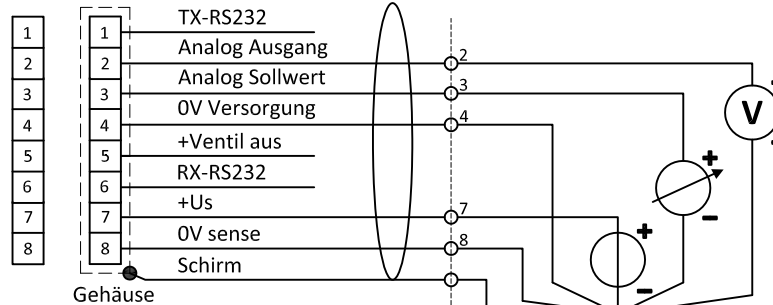 1 1 TX-RS232
2 2 Analog Ausgang 2
3 3 Analog Sollwert 3
4 4 0V Versorgung 4
5 5 +Ventil aus
6 6 RX-RS232
7 7 +Us 7
8 8 0V sense 8
Schirm
Gehäuse
V
+
−
+
−